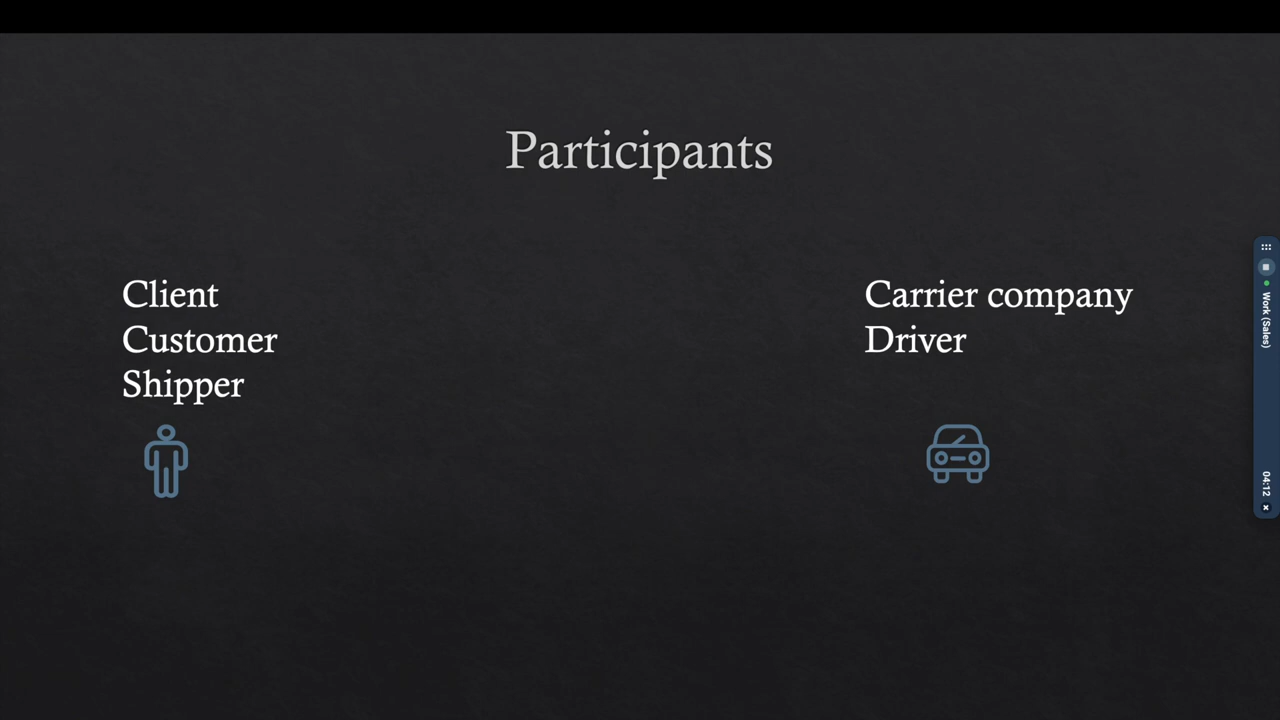 Participants
Client
Customer
Shipper
Carrier company
Driver
Work (Sales)
04:12